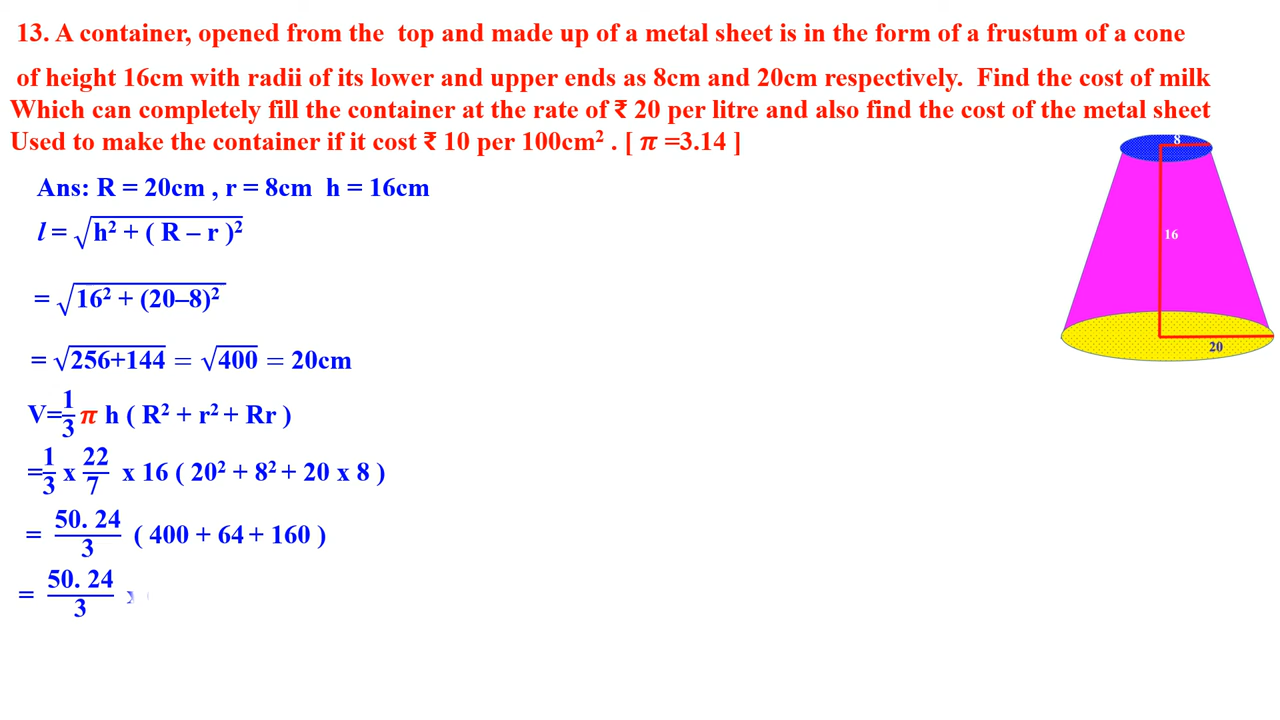 13. A container, opened from the top and made up of a metal sheet is in the form of a frustum of a cone
of height 16cm with radii of its lower and upper ends as 8cm and 20cm respectively. Find the cost of milk
Which can completely fill the container at the rate of ₹ 20 per litre and also find the cost of the metal sheet
Used to make the container if it cost ₹ 10 per 100cm² . [ π =3.14 ]
8
Ans: R = 20cm , r = 8cm h = 16cm
l = √h² + ( R – r )²
16
= √16² + (20–8)²
20
= √256+144 = √400 = 20cm
V=1/3 π h ( R² + r² + Rr )
=1/3 x 22/7 x 16 ( 20² + 8² + 20 x 8 )
= 50. 24/3 ( 400 + 64 + 160 )
= 50. 24/3